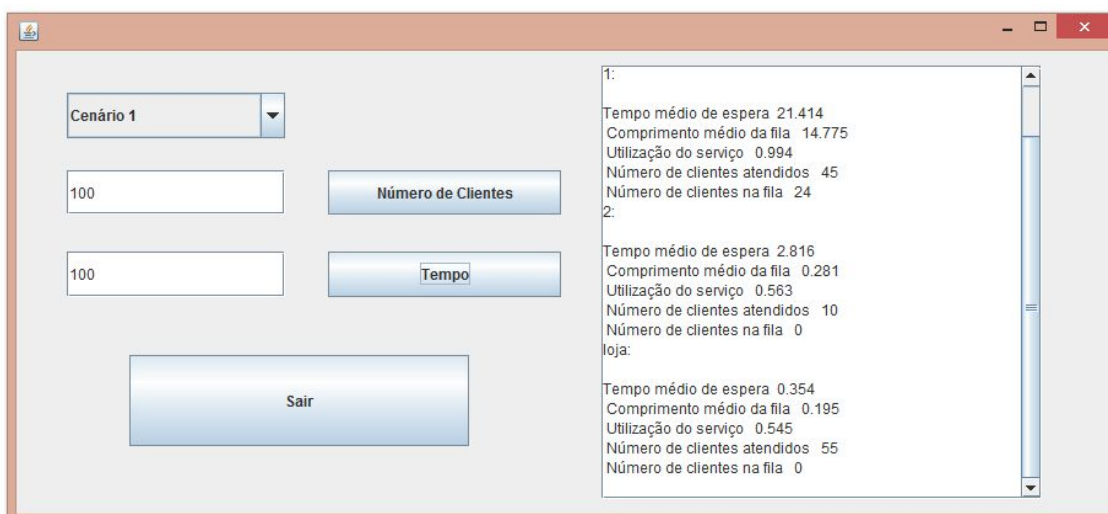 Cenário 1
100
Número de Clientes
100
Tempo
Sair
1:
Tempo médio de espera 21.414
Comprimento médio da fila 14.775
Utilização do serviço 0.994
Número de clientes atendidos 45
Número de clientes na fila 24
2:
Tempo médio de espera 2.816
Comprimento médio da fila 0.281
Utilização do serviço 0.563
Número de clientes atendidos 10
Número de clientes na fila 0
loja:
Tempo médio de espera 0.354
Comprimento médio da fila 0.195
Utilização do serviço 0.545
Número de clientes atendidos 55
Número de clientes na fila 0